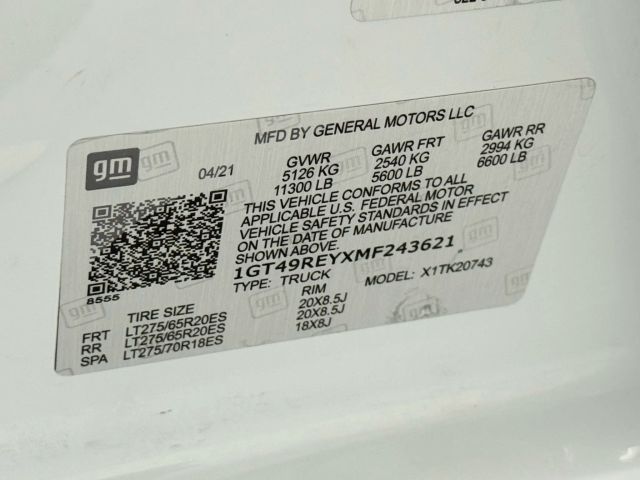 MFD BY GENERAL MOTORS LLC
gm
04/21
GVWR GAWR FRT GAWR RR
5126 KG 2540 KG 2994 KG
11300 LB 5600 LB 6600 LB
THIS VEHICLE CONFORMS TO ALL
APPLICABLE U.S. FEDERAL MOTOR
VEHICLE SAFETY STANDARDS IN EFFECT
ON THE DATE OF MANUFACTURE
SHOWN ABOVE.
1GT49REYXMF243621
TYPE: TRUCK MODEL: X1TK20743
8555
TIRE SIZE RIM
FRT LT275/65R20ES 20X8.5J
RR LT275/65R20ES 20X8.5J
SPA LT275/70R18ES 18X8J